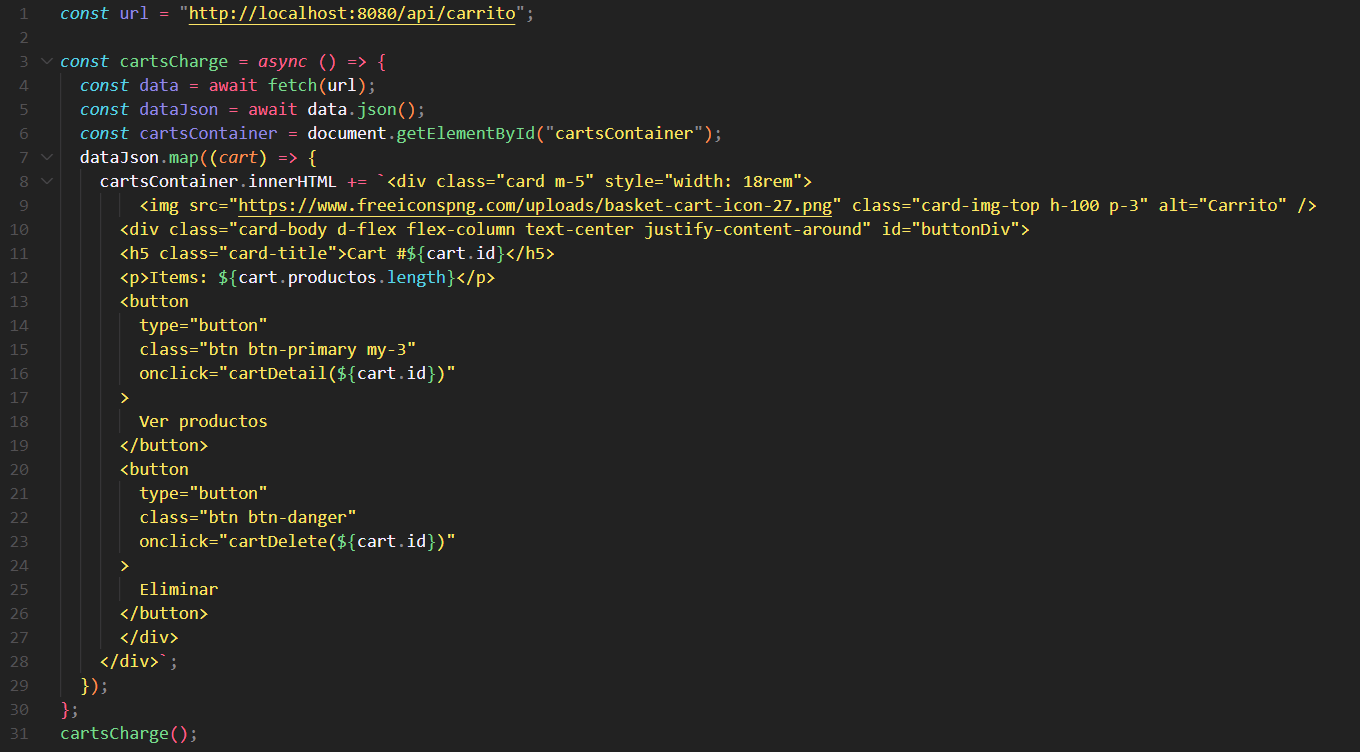 1 const url = "http://localhost:8080/api/carrito";
2
3 const cartsCharge = async () => {
4 const data = await fetch(url);
5 const dataJson = await data.json();
6 const cartsContainer = document.getElementById("cartsContainer");
7 dataJson.map((cart) => {
8 cartsContainer.innerHTML += `<div class="card m-5" style="width: 18rem">
9 <img src="https://www.freeiconspng.com/uploads/basket-cart-icon-27.png" class="card-img-top h-100 p-3" alt="Carrito" />
10 <div class="card-body d-flex flex-column text-center justify-content-around" id="buttonDiv">
11 <h5 class="card-title">Cart #${cart.id}</h5>
12 <p>Items: ${cart.productos.length}</p>
13 <button
14 type="button"
15 class="btn btn-primary my-3"
16 onclick="cartDetail(${cart.id})"
17 >
18 Ver productos
19 </button>
20 <button
21 type="button"
22 class="btn btn-danger"
23 onclick="cartDelete(${cart.id})"
24 >
25 Eliminar
26 </button>
27 </div>
28 </div>`;
29 });
30 };
31 cartsCharge();